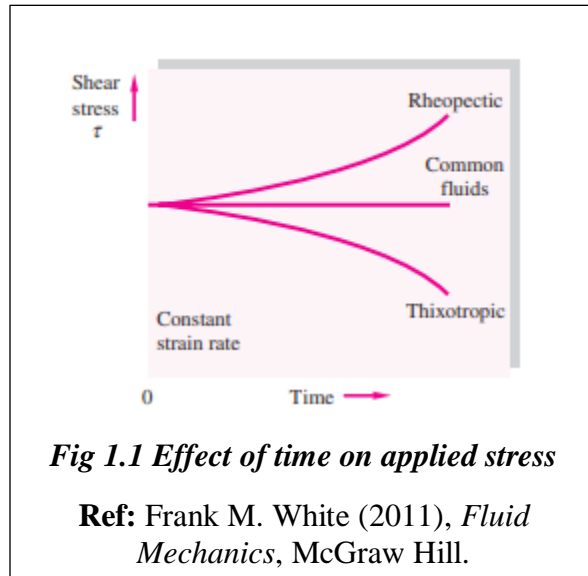 Shear
stress
τ
Rheopectic
Common
fluids
Thixotropic
Constant
strain rate
0
Time
Fig 1.1 Effect of time on applied stress
Ref: Frank M. White (2011), Fluid
Mechanics, McGraw Hill.